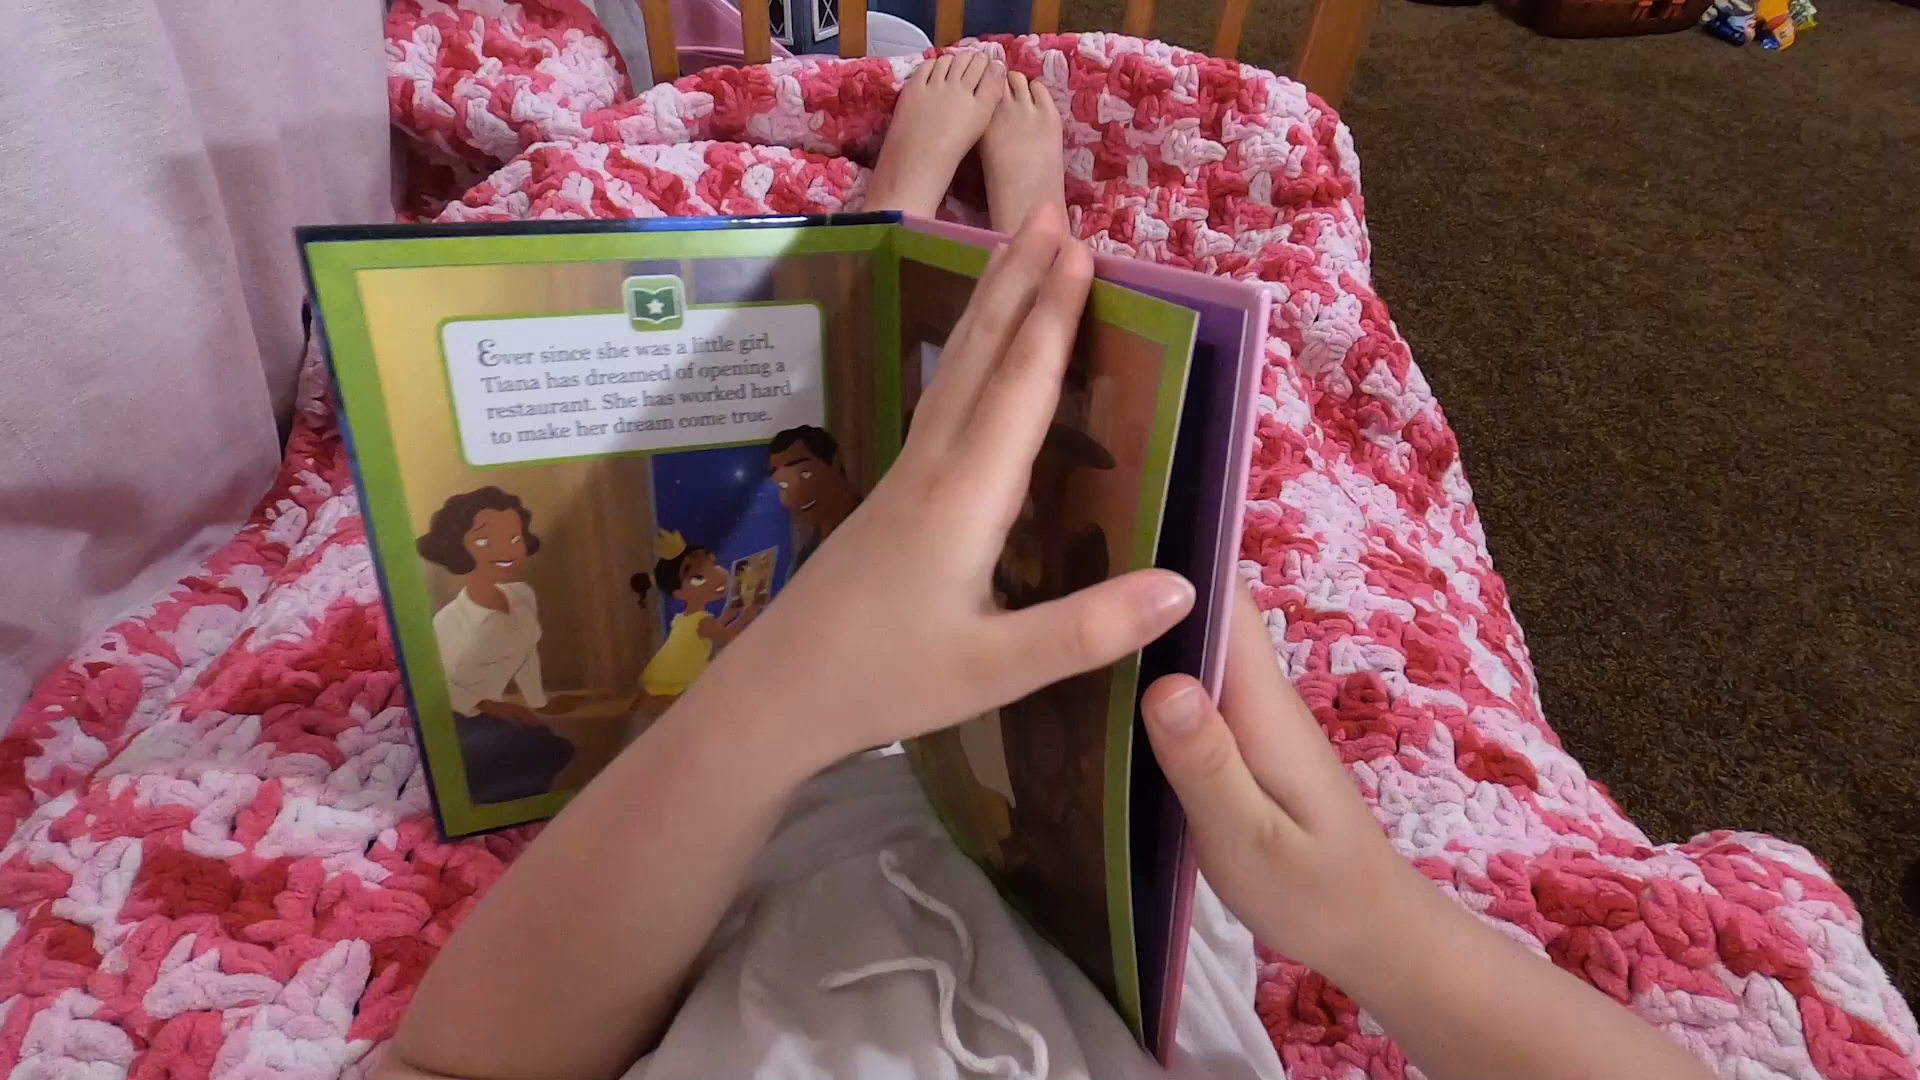 Ever since she was a little girl,
Tiana has dreamed of opening a
restaurant. She has worked hard
to make her dream come true.